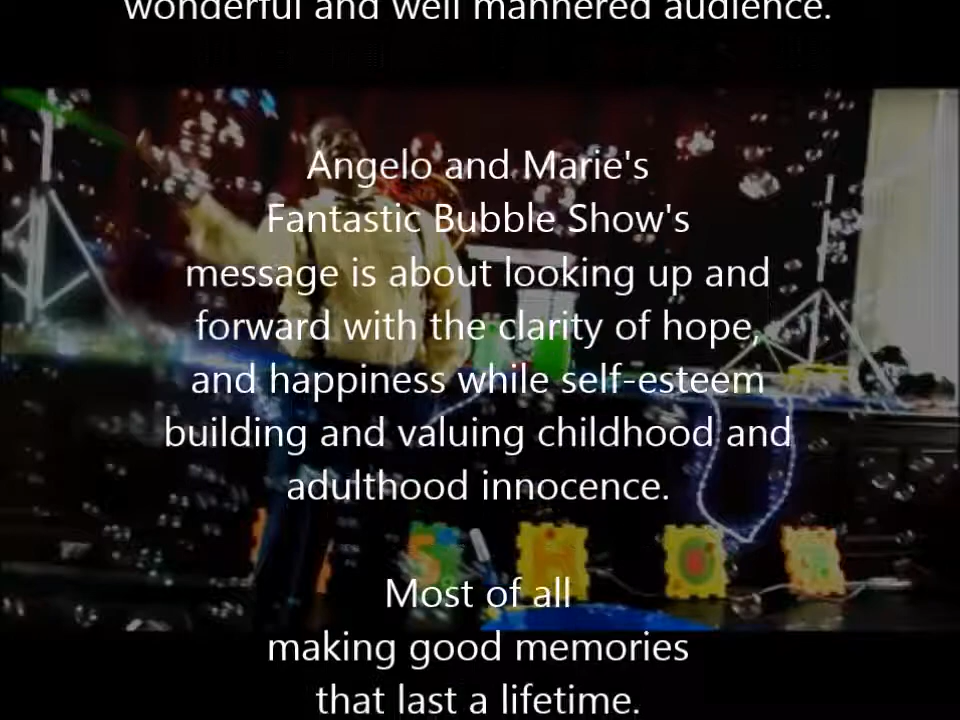 wonderful and well mannered audience.
Angelo and Marie's
Fantastic Bubble Show's
message is about looking up and
forward with the clarity of hope,
and happiness while self-esteem
building and valuing childhood and
adulthood innocence.
Most of all
making good memories
that last a lifetime.